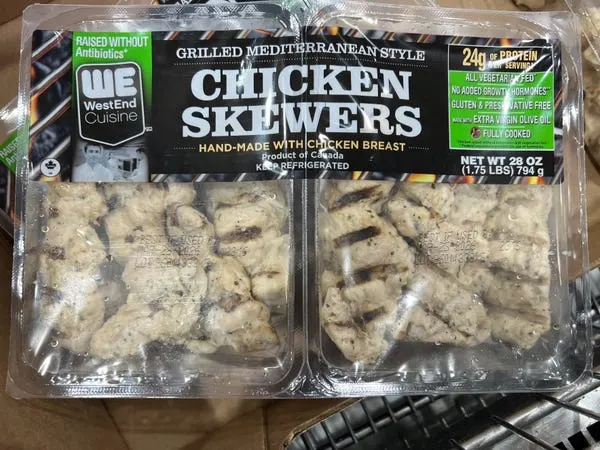 RAISED WITHOUT
Antibiotics*
WE
WestEnd
Cuisine
GRILLED MEDITERRANEAN STYLE
CHICKEN
SKEWERS
HAND-MADE WITH CHICKEN BREAST
Product of Canada
KEEP REFRIGERATED
24g OF PROTEIN
PER SERVING
ALL VEGETARIAN FED
NO ADDED GROWTH HORMONES
GLUTEN & PRESERVATIVE FREE
MADE WITH EXTRA VIRGIN OLIVE OIL
FULLY COOKED
NET WT 28 OZ
(1.75 LBS) 794 g